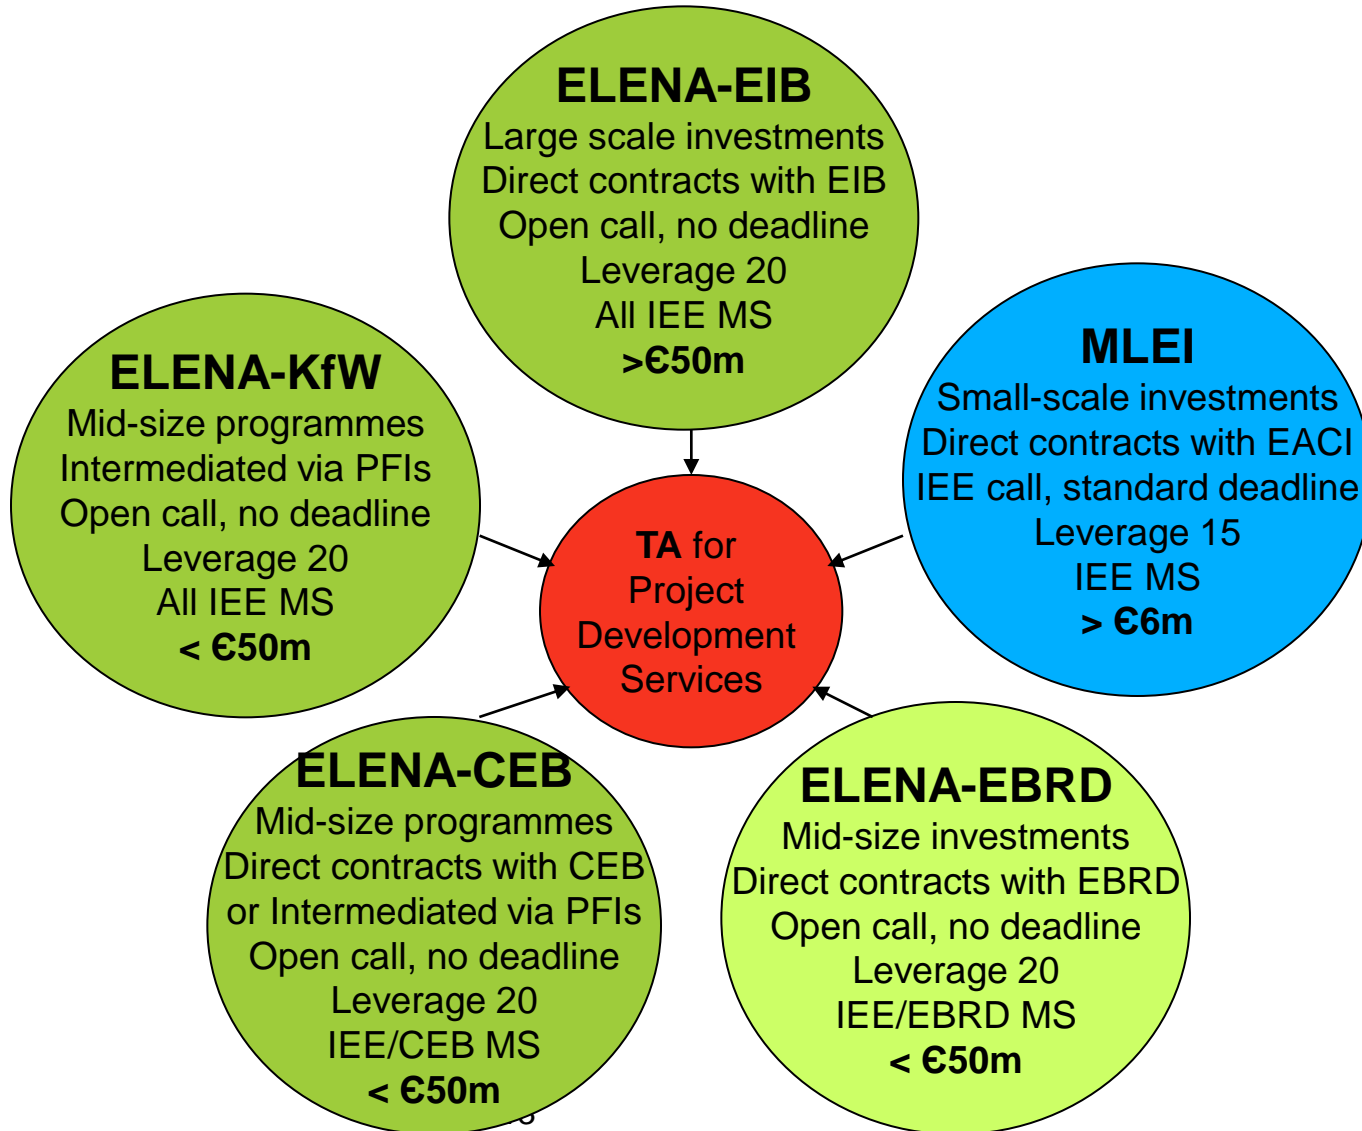 ELENA-EIB
Large scale investments
Direct contracts with EIB
Open call, no deadline
Leverage 20
All IEE MS
>€50m
ELENA-KfW
Mid-size programmes
Intermediated via PFIs
Open call, no deadline
Leverage 20
All IEE MS
< €50m
MLEI
Small-scale investments
Direct contracts with EACI
IEE call, standard deadline
Leverage 15
IEE MS
> €6m
TA for
Project
Development
Services
ELENA-CEB
Mid-size programmes
Direct contracts with CEB
or Intermediated via PFIs
Open call, no deadline
Leverage 20
IEE/CEB MS
< €50m
ELENA-EBRD
Mid-size investments
Direct contracts with EBRD
Open call, no deadline
Leverage 20
IEE/EBRD MS
< €50m